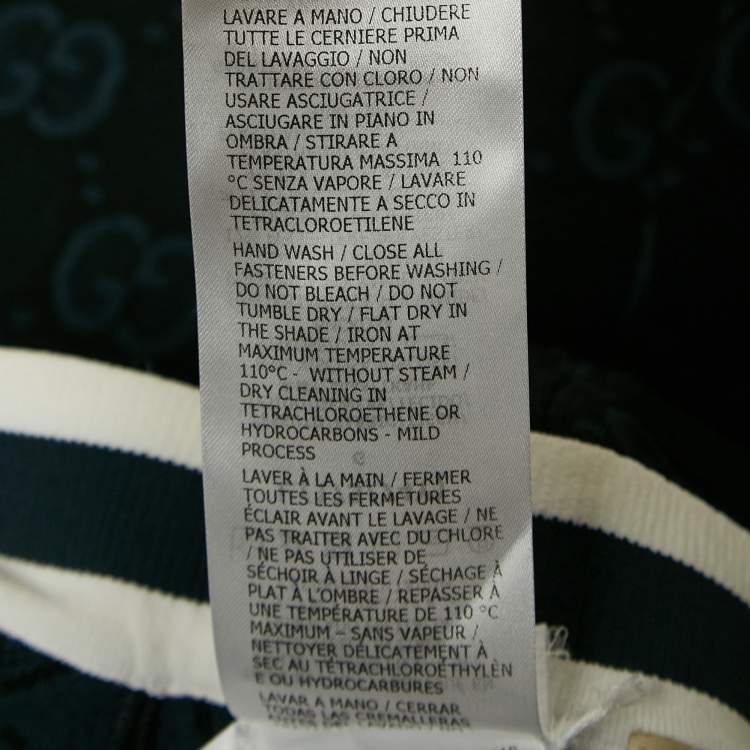 LAVARE A MANO / CHIUDERE
TUTTE LE CERNIERE PRIMA
DEL LAVAGGIO / NON
TRATTARE CON CLORO / NON
USARE ASCIUGATRICE /
ASCIUGARE IN PIANO IN
OMBRA / STIRARE A
TEMPERATURA MASSIMA 110
°C SENZA VAPORE / LAVARE
DELICATAMENTE A SECCO IN
TETRACLOROETILENE
HAND WASH / CLOSE ALL
FASTENERS BEFORE WASHING /
DO NOT BLEACH / DO NOT
TUMBLE DRY / FLAT DRY IN
THE SHADE / IRON AT
MAXIMUM TEMPERATURE
110°C - WITHOUT STEAM /
DRY CLEANING IN
TETRACHLOROETHENE OR
HYDROCARBONS - MILD
PROCESS
LAVER À LA MAIN / FERMER
TOUTES LES FERMETURES
ÉCLAIR AVANT LE LAVAGE / NE
PAS TRAITER AVEC DU CHLORE
/ NE PAS UTILISER DE
SÉCHOIR À LINGE / SÉCHAGE À
PLAT À L'OMBRE / REPASSER À
UNE TEMPÉRATURE DE 110 °C
MAXIMUM – SANS VAPEUR /
NETTOYER DÉLICATEMENT À
SEC AU TÉTRACHLOROÉTHYLÈN
E OU HYDROCARBURES
LAVAR A MANO / CERRAR
TODAS LAS CREMALLERAS